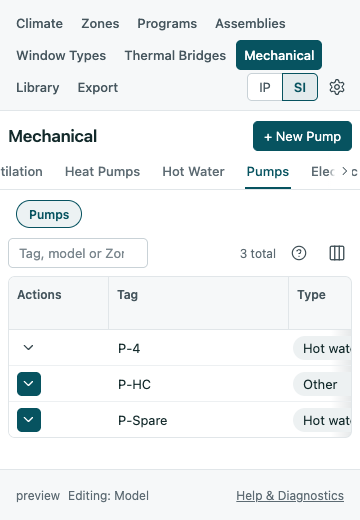 Climate Zones Programs Assemblies
Window Types Thermal Bridges Mechanical
Library Export IP SI
Mechanical + New Pump
tilation Heat Pumps Hot Water Pumps Elec c
Pumps
Tag, model or Zor 3 total ?
Actions Tag Type
P-4 Hot wate
P-HC Other
P-Spare Hot wate
preview Editing: Model Help & Diagnostics